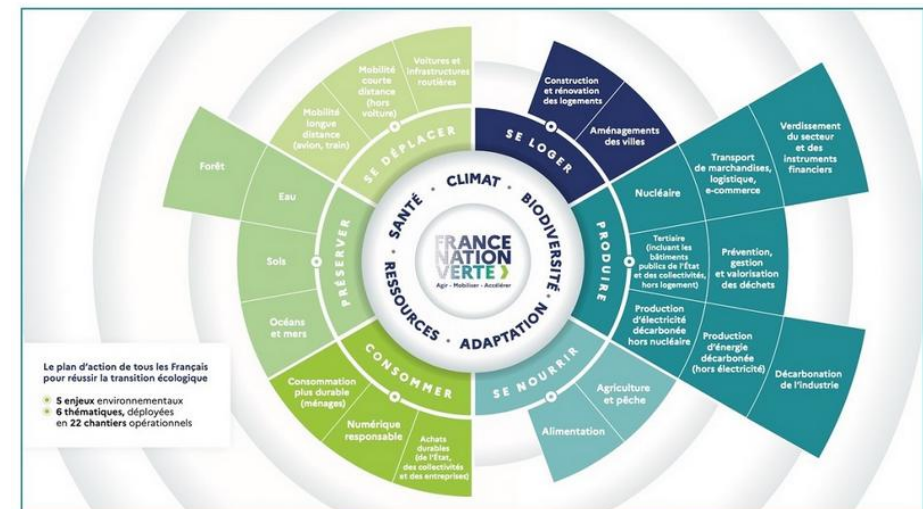 Voitures et
infrastructures
routières
Mobilité
courte
distance
(hors
voiture)
Mobilité
longue
distance
(avion, train)
SE DÉPLACER
Construction
et rénovation
des logements
Aménagements
des villes
SE LOGER
Verdissement
du secteur
et des
instruments
financiers
Transport
de marchandises,
logistique,
e-commerce
Nucléaire
Tertiaire
(incluant les
bâtiments
publics de l'État
et des collectivités,
hors logement)
Prévention,
gestion
et valorisation
des déchets
Production
d'électricité
décarbonée
hors nucléaire
Production
d'énergie
décarbonée
(hors électricité)
Décarbonation
de l'industrie
PRODUIRE
Agriculture
et pêche
Alimentation
SE NOURRIR
Consommation
plus durable
(ménages)
Numérique
responsable
Achats
durables
(de l'État,
des collectivités
et des entreprises)
CONSOMMER
Forêt
Eau
Sols
Océans
et mers
PRÉSERVER
SANTÉ · CLIMAT · BIODIVERSITÉ · ADAPTATION · RESSOURCES ·
FRANCE
NATION
VERTE
Agir · Mobiliser · Accélérer
Le plan d'action de tous les Français
pour réussir la transition écologique
5 enjeux environnementaux
6 thématiques, déployées
en 22 chantiers opérationnels